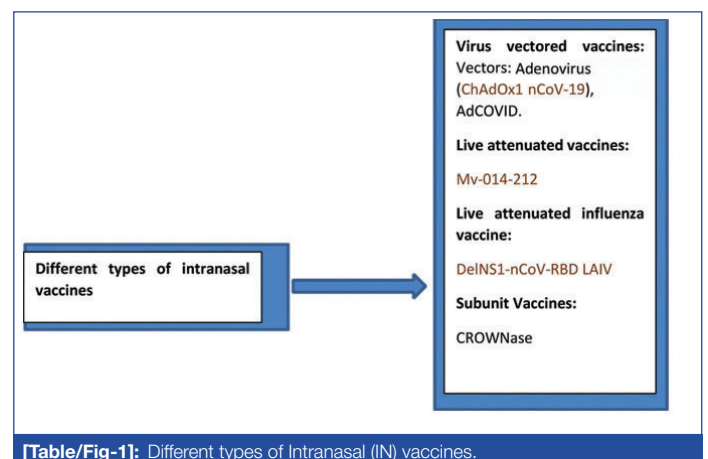 Different types of intranasal
vaccines
Virus vectored vaccines:
Vectors: Adenovirus
(ChAdOx1 nCoV-19),
AdCOVID.
Live attenuated vaccines:
Mv-014-212
Live attenuated influenza
vaccine:
DelNS1-nCoV-RBD LAIV
Subunit Vaccines:
CROWNase
[Table/Fig-1]: Different types of Intranasal (IN) vaccines.